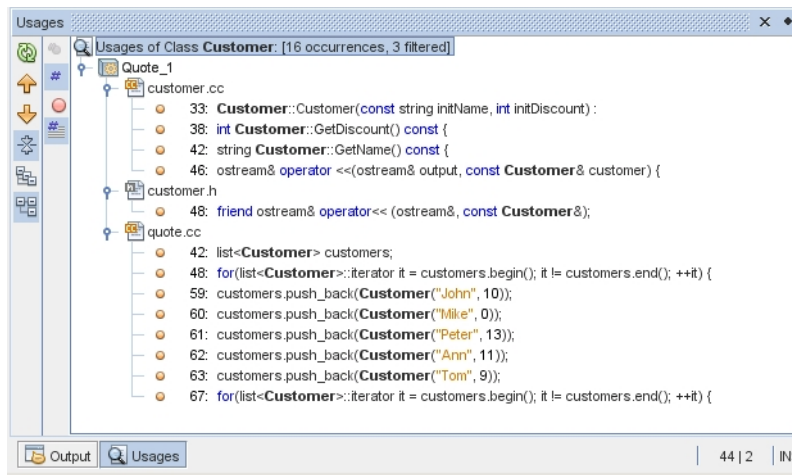 Usages
Usages of Class Customer: [16 occurrences, 3 filtered]
Quote_1
customer.cc
33: Customer::Customer(const string initName, int initDiscount) :
38: int Customer::GetDiscount() const {
42: string Customer::GetName() const {
46: ostream& operator <<(ostream& output, const Customer& customer) {
customer.h
48: friend ostream& operator<< (ostream&, const Customer&);
quote.cc
42: list<Customer> customers;
48: for(list<Customer>::iterator it = customers.begin(); it != customers.end(); ++it) {
59: customers.push_back(Customer("John", 10));
60: customers.push_back(Customer("Mike", 0));
61: customers.push_back(Customer("Peter", 13));
62: customers.push_back(Customer("Ann", 11));
63: customers.push_back(Customer("Tom", 9));
67: for(list<Customer>::iterator it = customers.begin(); it != customers.end(); ++it) {
Output Usages 44 | 2 IN